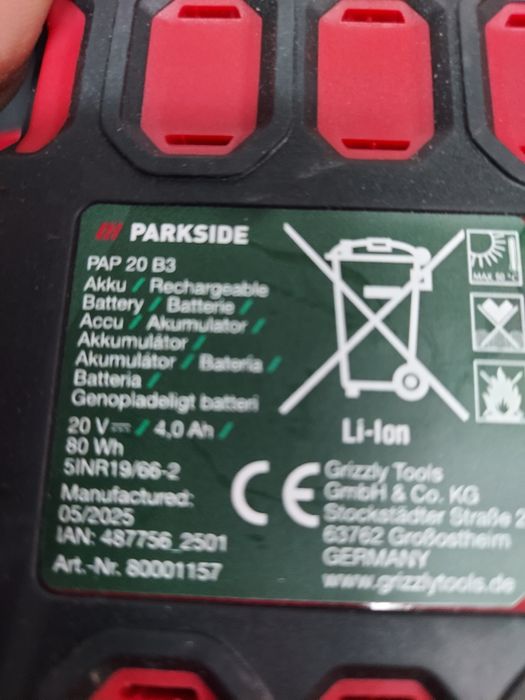 PARKSIDE
PAP 20 B3
Akku / Rechargeable
Battery / Batterie /
Accu / Akumulator /
Akkumulátor /
Akumulátor / Bateria /
Batteria /
Genopladeligt batteri
20 V / 4,0 Ah /
80 Wh
5INR19/66-2
Manufactured:
05/2025
IAN: 487756_2501
Art.-Nr. 80001157
MAX. 50 °C
Li-Ion
CE
Grizzly Tools
GmbH & Co. KG
Stockstädter Straße 2
63762 Großostheim
GERMANY
www.grizzlytools.de